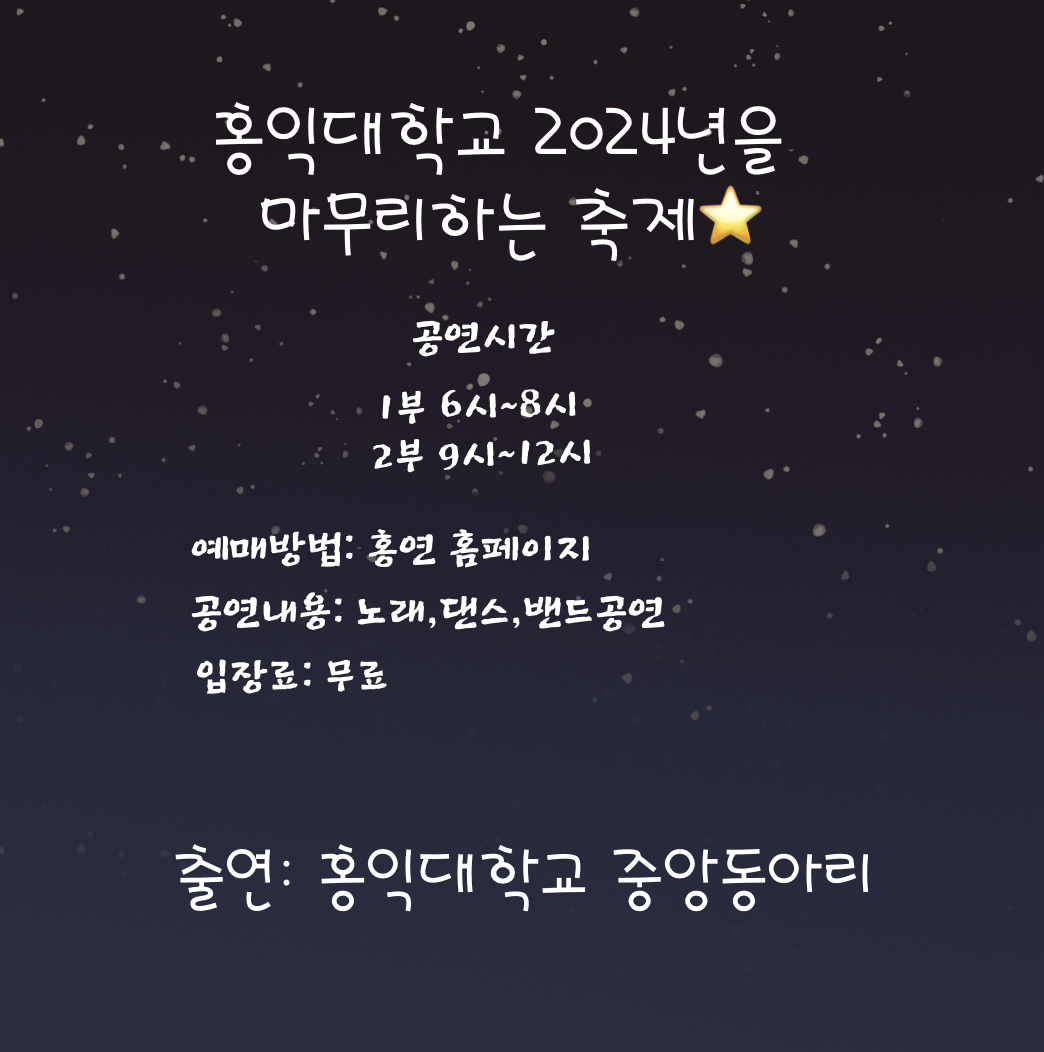 홍익대학교 2024년을
마무리하는 축제⭐
공연시간
1부 6시~8시
2부 9시~12시
예매방법: 홍연 홈페이지
공연내용: 노래,댄스,밴드공연
입장료: 무료
출연: 홍익대학교 중앙동아리